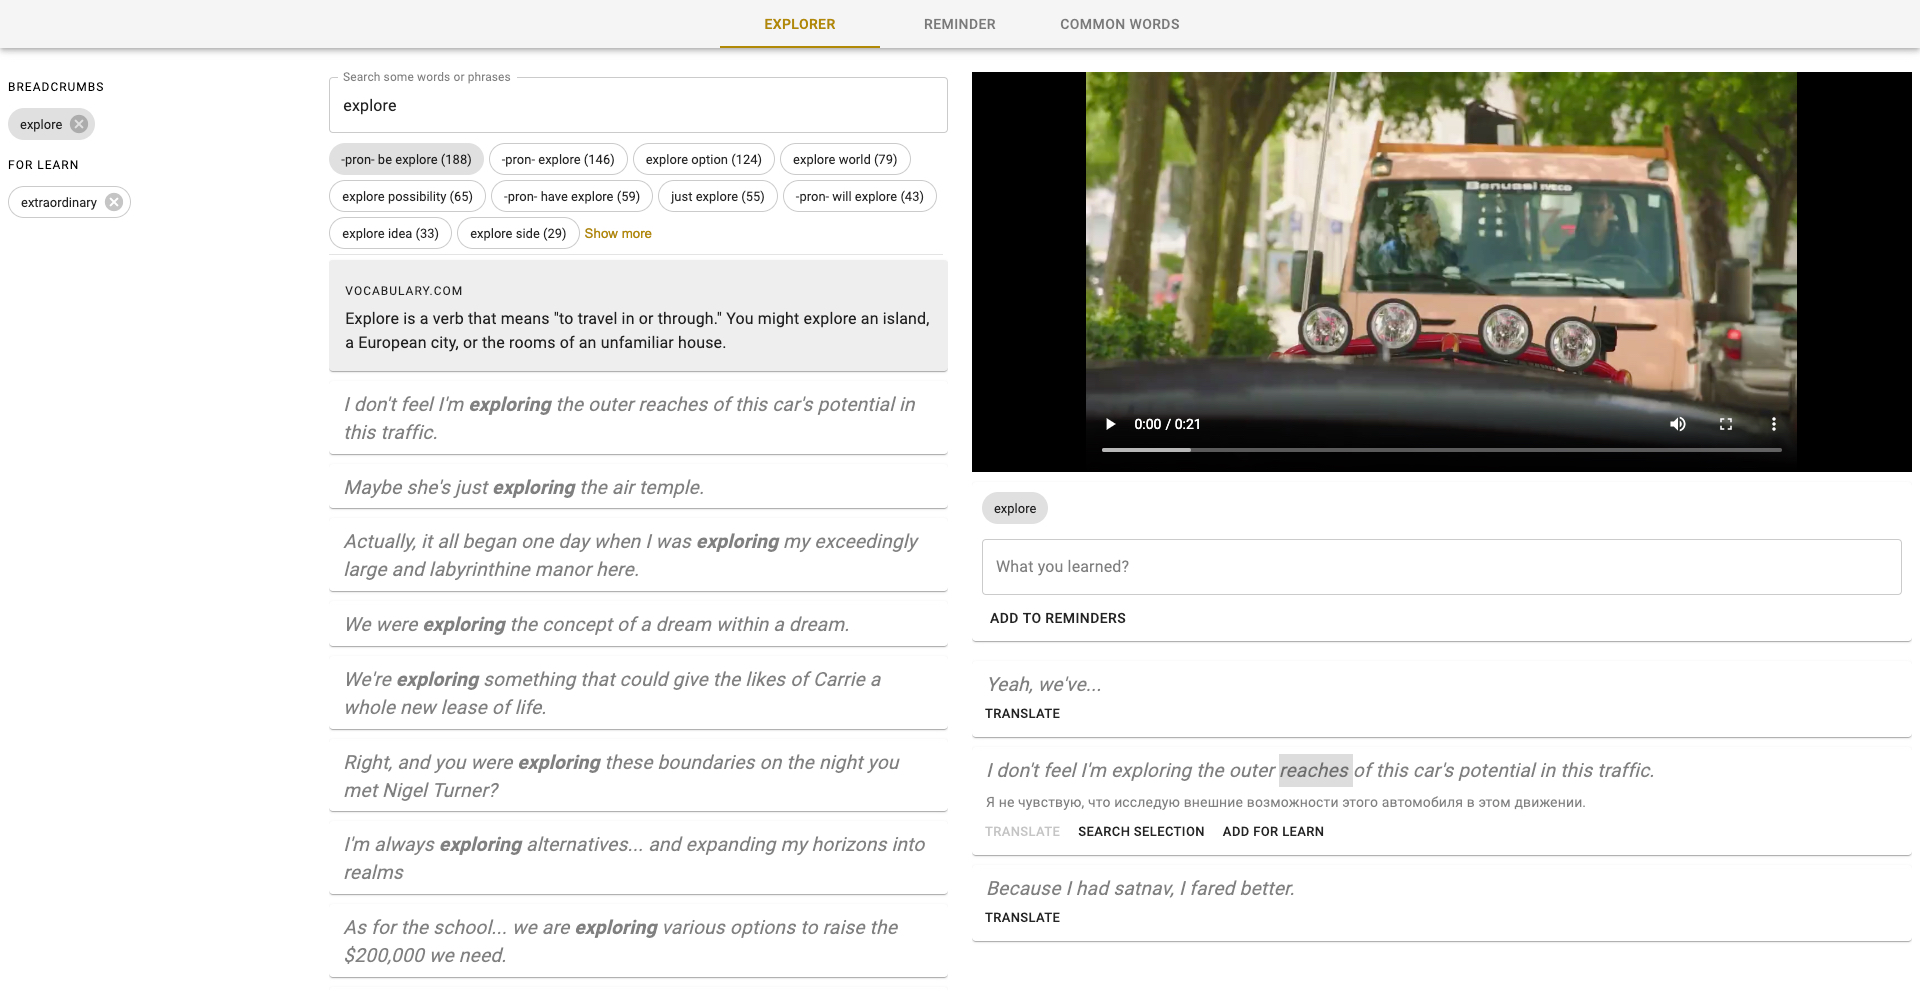 EXPLORER
REMINDER
COMMON WORDS
BREADCRUMBS
explore
FOR LEARN
extraordinary
Search some words or phrases
explore
-pron- be explore (188)
-pron- explore (146)
explore option (124)
explore world (79)
explore possibility (65)
-pron- have explore (59)
just explore (55)
-pron- will explore (43)
explore idea (33)
explore side (29)
Show more
VOCABULARY.COM
Explore is a verb that means "to travel in or through." You might explore an island,
a European city, or the rooms of an unfamiliar house.
I don't feel I'm exploring the outer reaches of this car's potential in
this traffic.
Maybe she's just exploring the air temple.
Actually, it all began one day when I was exploring my exceedingly
large and labyrinthine manor here.
We were exploring the concept of a dream within a dream.
We're exploring something that could give the likes of Carrie a
whole new lease of life.
Right, and you were exploring these boundaries on the night you
met Nigel Turner?
I'm always exploring alternatives... and expanding my horizons into
realms
As for the school... we are exploring various options to raise the
$200,000 we need.
Benussi IVECO
0:00 / 0:21
explore
What you learned?
ADD TO REMINDERS
Yeah, we've...
TRANSLATE
I don't feel I'm exploring the outer reaches of this car's potential in this traffic.
Я не чувствую, что исследую внешние возможности этого автомобиля в этом движении.
TRANSLATE
SEARCH SELECTION
ADD FOR LEARN
Because I had satnav, I fared better.
TRANSLATE